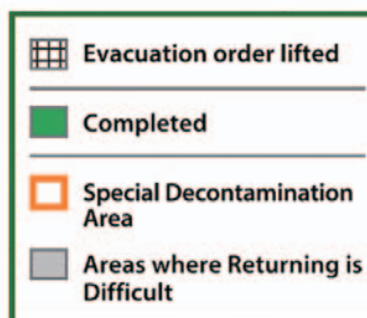 Evacuation order lifted
Completed
Special Decontamination
Area
Areas where Returning is
Difficult